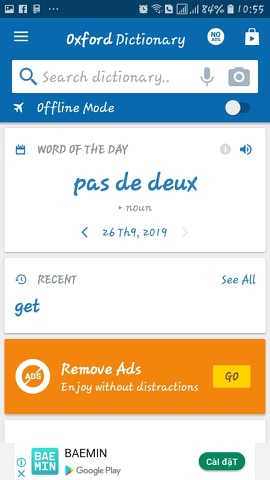 84% 10:55
Oxford Dictionary
NO ADS
Search dictionary..
Offline Mode
WORD OF THE DAY
pas de deux
noun
26 Th9, 2019
RECENT
See All
get
ADS
Remove Ads
GO
Enjoy without distractions
BAE MIN
BAEMIN
Google Play
Cài đặT